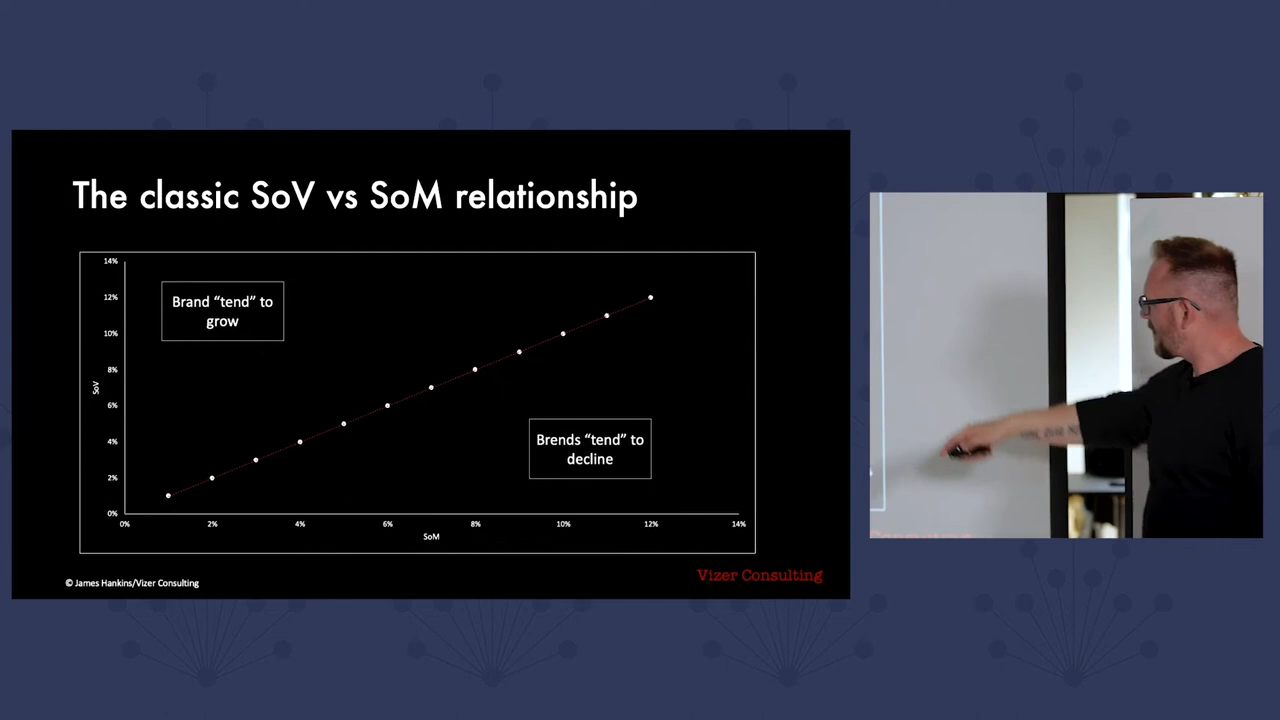 The classic SoV vs SoM relationship
14%
12%
10%
8%
6%
4%
2%
0%
SoV
Brand “tend” to
grow
Brends “tend” to
decline
0%
2%
4%
6%
8%
10%
12%
14%
SoM
© James Hankins/Vizer Consulting
Vizer Consulting